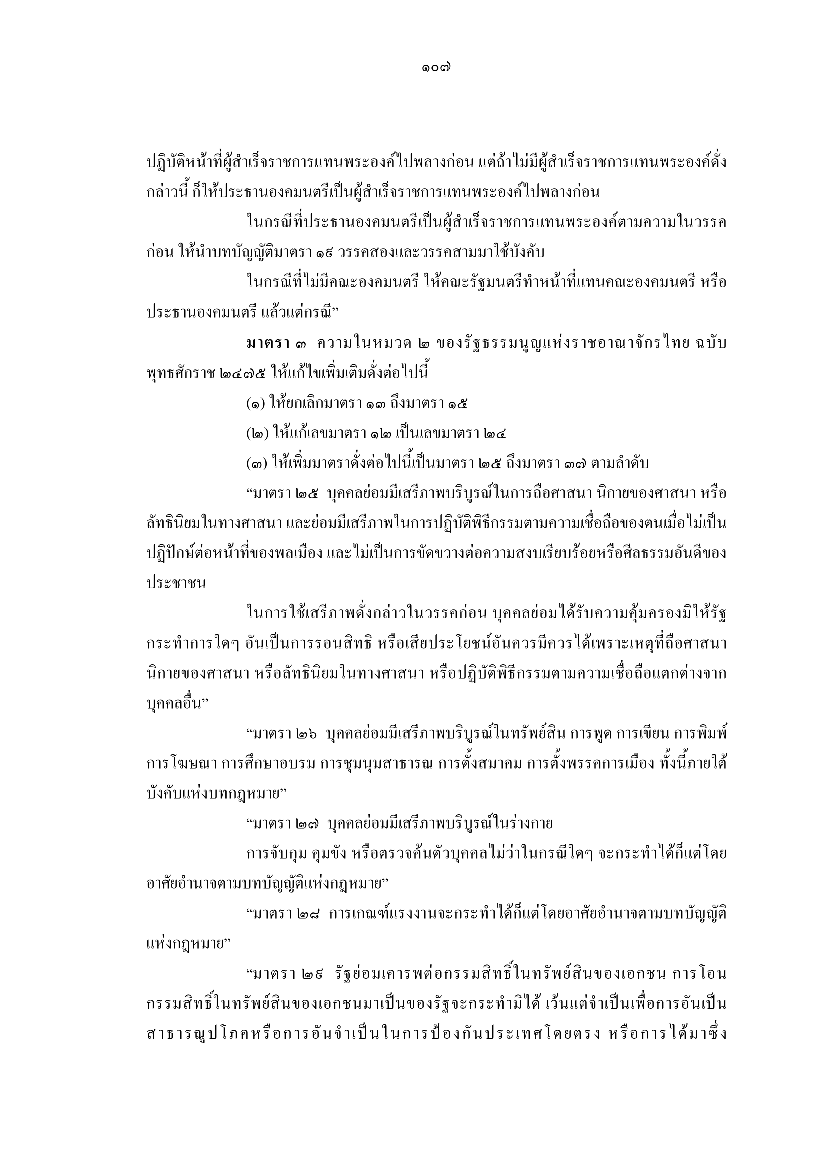 ๑๐๗
ปฏิบัติหน้าที่ผู้สำเร็จราชการแทนพระองค์ไปพลางก่อน แต่ถ้าไม่มีผู้สำเร็จราชการแทนพระองค์ดั่ง
กล่าวนี้ ก็ให้ประธานองคมนตรีเป็นผู้สำเร็จราชการแทนพระองค์ไปพลางก่อน
ในกรณีที่ประธานองคมนตรีเป็นผู้สำเร็จราชการแทนพระองค์ตามความในวรรค
ก่อน ให้นำบทบัญญัติมาตรา ๑๙ วรรคสองและวรรคสามมาใช้บังคับ
ในกรณีที่ไม่มีคณะองคมนตรี ให้คณะรัฐมนตรีทำหน้าที่แทนคณะองคมนตรี หรือ
ประธานองคมนตรี แล้วแต่กรณี”
มาตรา ๓ ความในหมวด ๒ ของรัฐธรรมนูญแห่งราชอาณาจักรไทย ฉบับ
พุทธสักราช ๒๔๗๕ ให้แก้ไขเพิ่มเติมดั่งต่อไปนี้
(๑) ให้ยกเลิกมาตรา ๑๓ ถึงมาตรา ๑๕
(๒) ให้แก้เลขมาตรา ๑๒ เป็นเลขมาตรา ๒๔
(๓) ให้เพิ่มมาตราดั่งต่อไปนี้เป็นมาตรา ๒๕ ถึงมาตรา ๓๗ ตามลำดับ
“มาตรา ๒๕ บุคคลย่อมมีเสรีภาพบริบูรณ์ในการถือศาสนา นิกายของศาสนา หรือ
ลัทธินิยมในทางศาสนา และย่อมมีเสรีภาพในการปฏิบัติพิธีกรรมตามความเชื่อถือของตนเมื่อไม่เป็น
ปฏิปักษ์ต่อหน้าที่ของพลเมือง และไม่เป็นการขัดขวางต่อความสงบเรียบร้อยหรือศีลธรรมอันดีของ
ประชาชน
ในการใช้เสรีภาพดั่งกล่าวในวรรคก่อน บุคคลย่อมได้รับความคุ้มครองมิให้รัฐ
กระทำการใดๆ อันเป็นการรอนสิทธิ หรือเสียประโยชน์อันควรมีควรได้เพราะเหตุที่ถือศาสนา
นิกายของศาสนา หรือลัทธินิยมในทางศาสนา หรือปฏิบัติพิธีกรรมตามความเชื่อถือแตกต่างจาก
บุคคลอื่น”
“มาตรา ๒๖ บุคคลย่อมมีเสรีภาพบริบูรณ์ในทรัพย์สิน การพูด การเขียน การพิมพ์
การโฆษณา การศึกษาอบรม การชุมนุมสาธารณ การตั้งสมาคม การตั้งพรรคการเมือง ทั้งนี้ภายใต้
บังคับแห่งบทกฎหมาย”
“มาตรา ๒๗ บุคคลย่อมมีเสรีภาพบริบูรณ์ในร่างกาย
การจับกุม คุมขัง หรือตรวจค้นตัวบุคคลไม่ว่าในกรณีใดๆ จะกระทำได้ก็แต่โดย
อาศัยอำนาจตามบทบัญญัติแห่งกฎหมาย”
“มาตรา ๒๘ การเกณฑ์แรงงานจะกระทำได้ก็แต่โดยอาศัยอำนาจตามบทบัญญัติ
แห่งกฎหมาย”
“มาตรา ๒๙ รัฐย่อมเคารพต่อกรรมสิทธิ์ในทรัพย์สินของเอกชน การโอน
กรรมสิทธิ์ในทรัพย์สินของเอกชนมาเป็นของรัฐจะกระทำมิได้ เว้นแต่จำเป็นเพื่อการอันเป็น
สาธารณูปโภคหรือการอันจำเป็นในการป้องกันประเทศโดยตรง หรือการได้มาซึ่ง